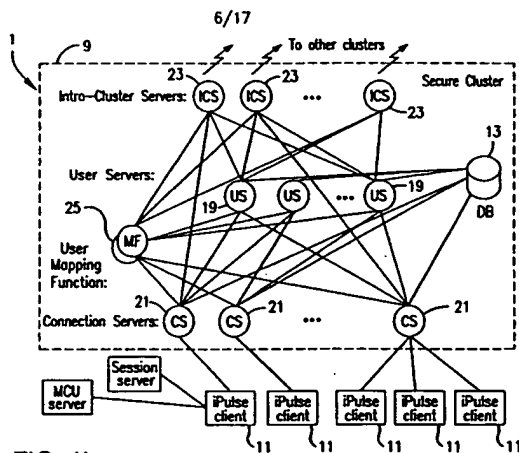 6/17
1
9
To other clusters
23
23
Intro-Cluster Servers:
ICS
ICS
...
ICS
Secure Cluster
23
13
User Servers:
US
US
...
US
19
19
DB
25
MF
User
Mapping
Function:
21
21
21
Connection Servers:
CS
CS
...
CS
Session
server
MCU
server
iPulse
client
iPulse
client
iPulse
client
iPulse
client
iPulse
client
11
11
11
11
11